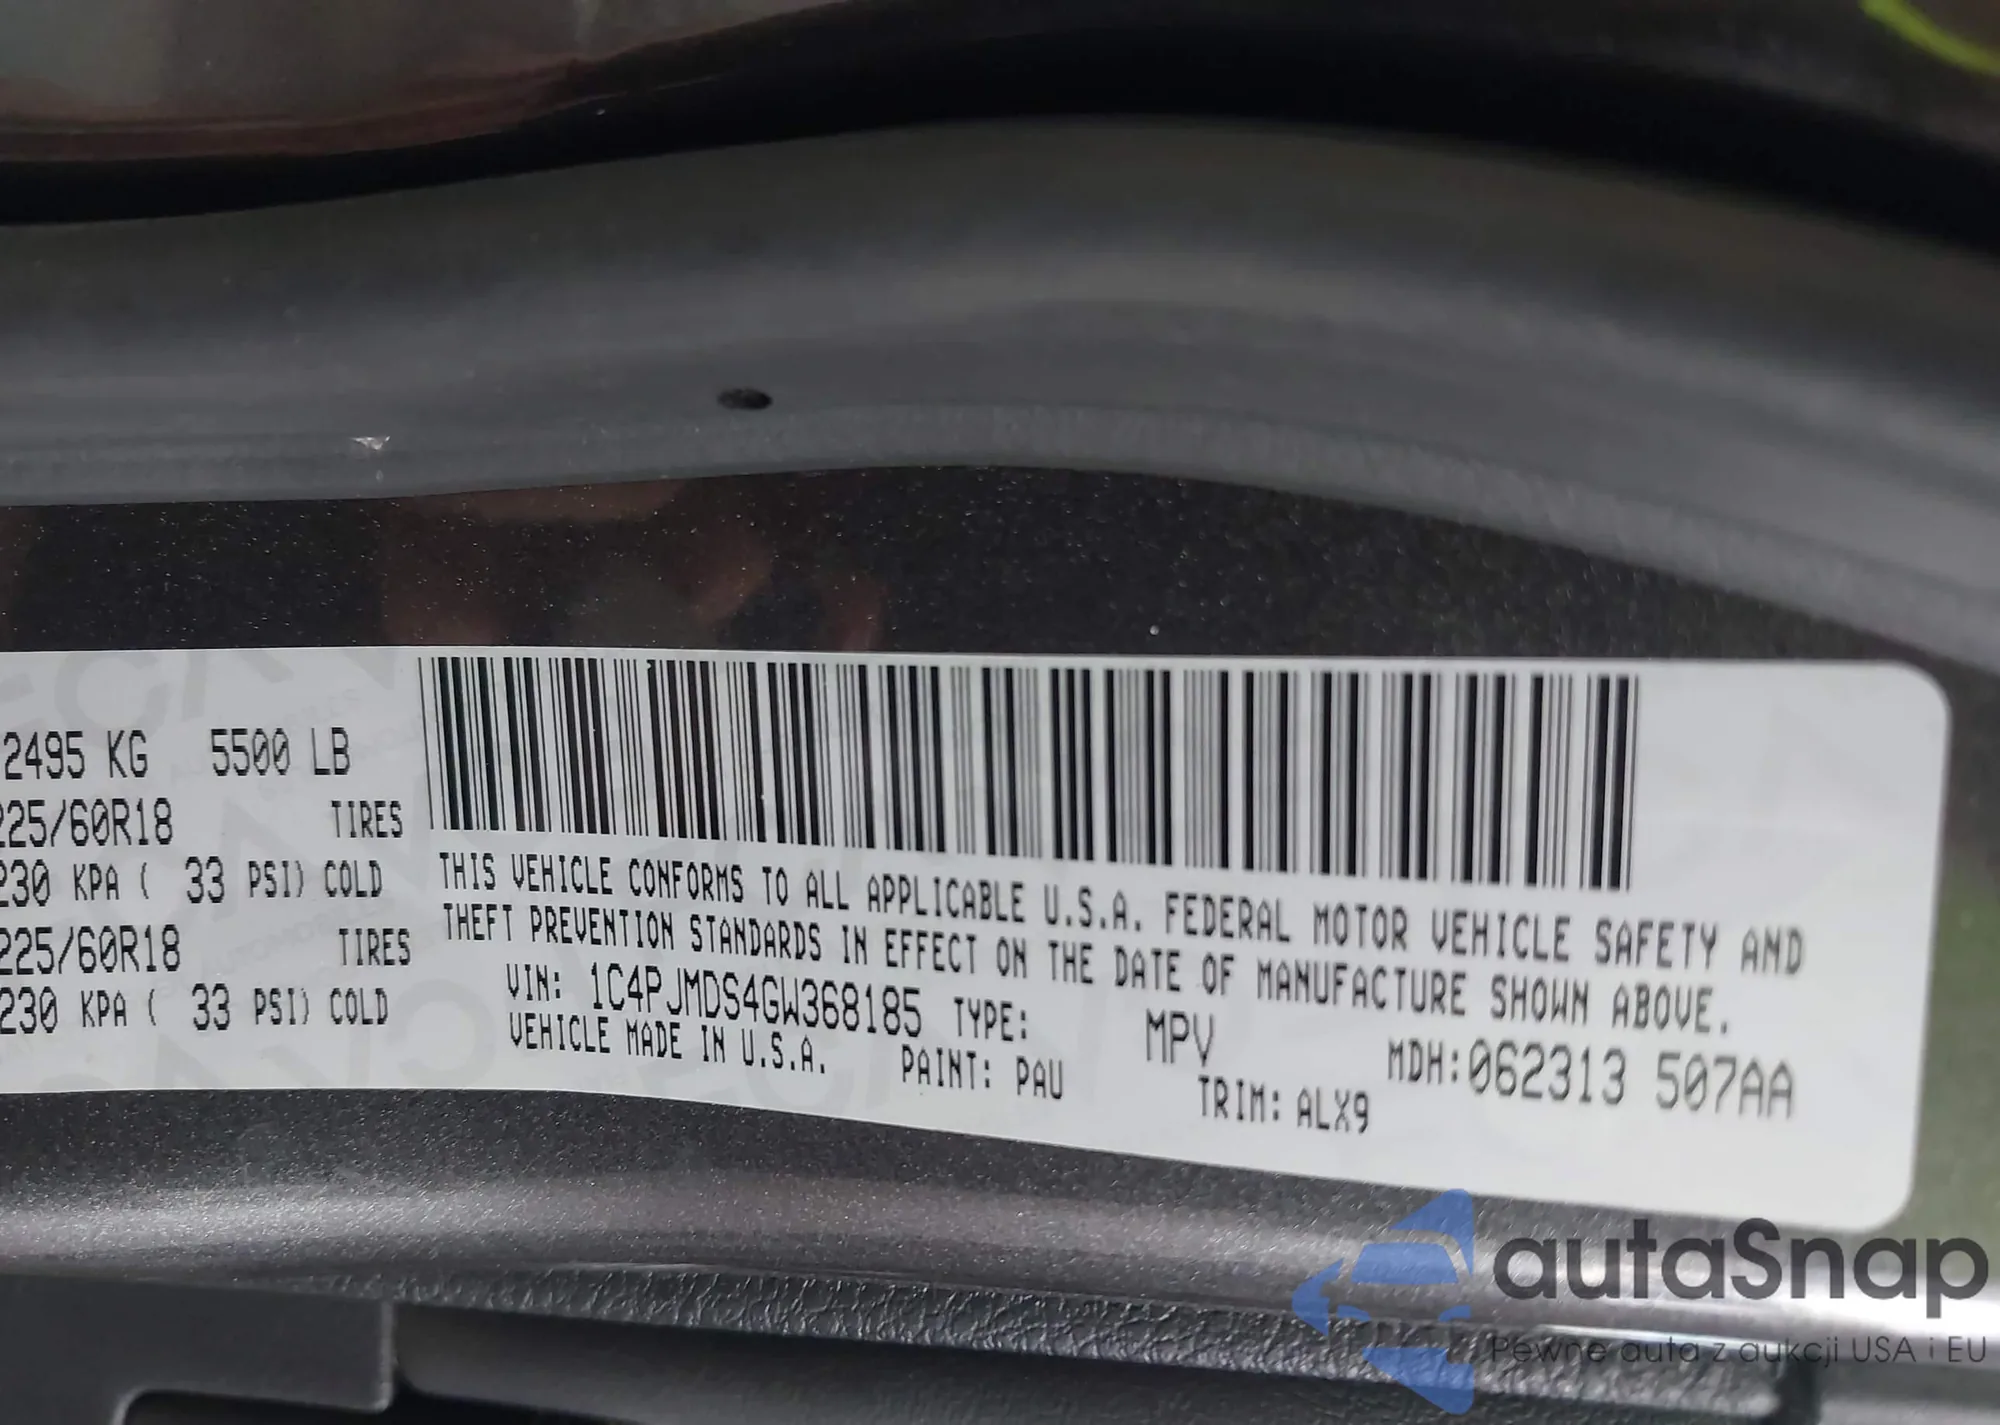 2495 KG 5500 LB
225/60R18 TIRES
230 KPA ( 33 PSI) COLD
225/60R18 TIRES
230 KPA ( 33 PSI) COLD
THIS VEHICLE CONFORMS TO ALL APPLICABLE U.S.A. FEDERAL MOTOR VEHICLE SAFETY AND
THEFT PREVENTION STANDARDS IN EFFECT ON THE DATE OF MANUFACTURE SHOWN ABOVE.
VIN: 1C4PJMDS4GW368185 TYPE: MPV MDH:062313 507AA
VEHICLE MADE IN U.S.A. PAINT: PAU TRIM: ALX9
autaSnap
Pewne auta z aukcji USA i EU